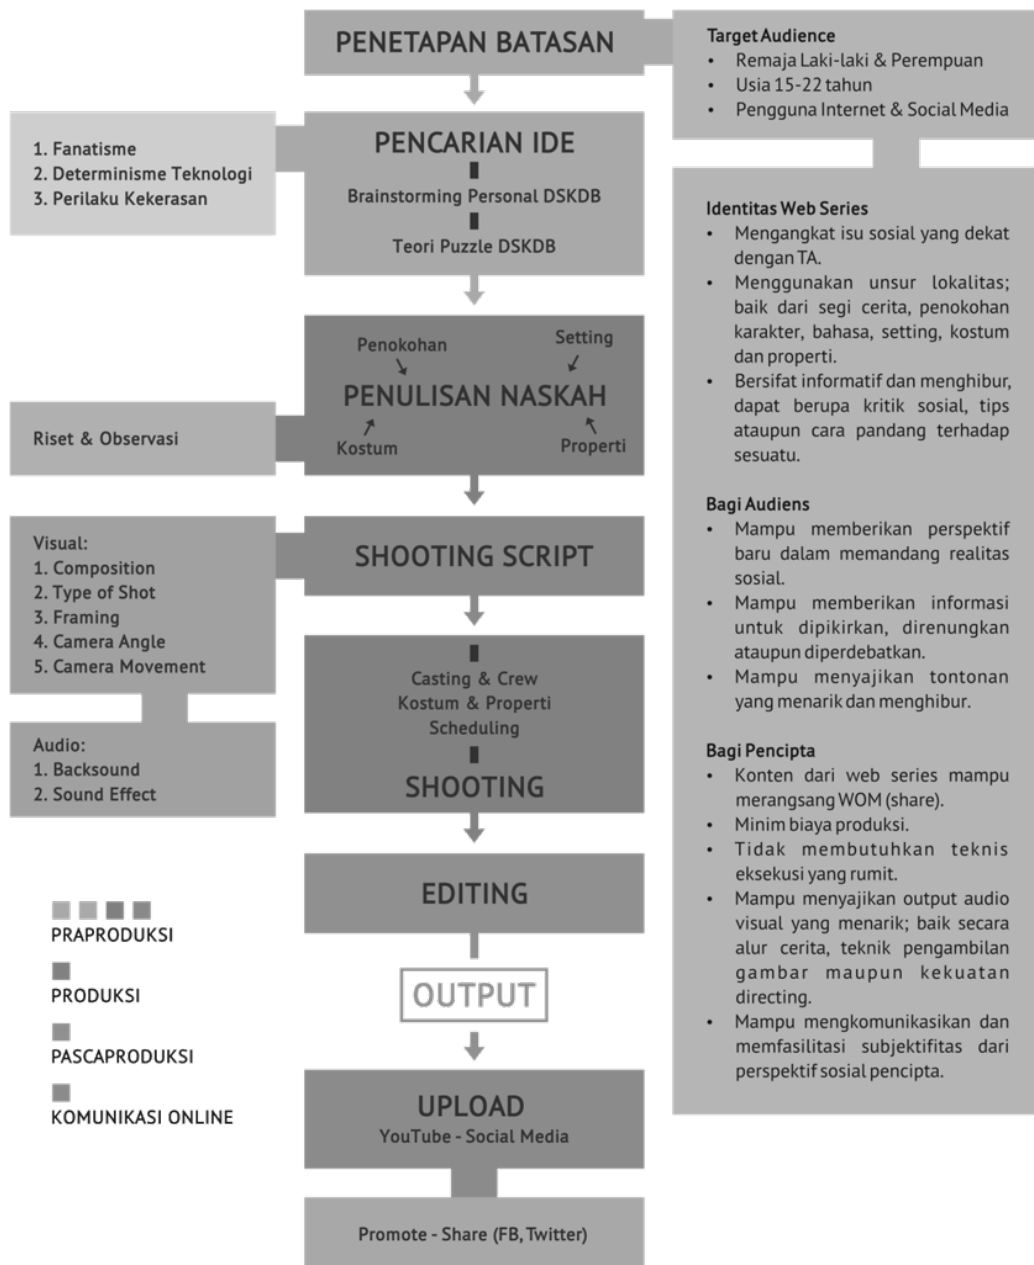 PENETAPAN BATASAN
Target Audience
• Remaja Laki-laki & Perempuan
• Usia 15-22 tahun
• Pengguna Internet & Social Media
1. Fanatisme
2. Determinisme Teknologi
3. Perilaku Kekerasan
PENCARIAN IDE
Brainstorming Personal DSKDB
Teori Puzzle DSKDB
Identitas Web Series
• Mengangkat isu sosial yang dekat
dengan TA.
• Menggunakan unsur lokalitas;
baik dari segi cerita, penokohan
karakter, bahasa, setting, kostum
dan properti.
• Bersifat informatif dan menghibur,
dapat berupa kritik sosial, tips
ataupun cara pandang terhadap
sesuatu.
Bagi Audiens
• Mampu memberikan perspektif
baru dalam memandang realitas
sosial.
• Mampu memberikan informasi
untuk dipikirkan, direnungkan
ataupun diperdebatkan.
• Mampu menyajikan tontonan
yang menarik dan menghibur.
Bagi Pencipta
• Konten dari web series mampu
merangsang WOM (share).
• Minim biaya produksi.
• Tidak membutuhkan teknis
eksekusi yang rumit.
• Mampu menyajikan output audio
visual yang menarik; baik secara
alur cerita, teknik pengambilan
gambar maupun kekuatan
directing.
• Mampu mengkomunikasikan dan
memfasilitasi subjektifitas dari
perspektif sosial pencipta.
Penokohan
Setting
PENULISAN NASKAH
Kostum
Properti
Riset & Observasi
SHOOTING SCRIPT
Visual:
1. Composition
2. Type of Shot
3. Framing
4. Camera Angle
5. Camera Movement
Audio:
1. Backsound
2. Sound Effect
Casting & Crew
Kostum & Properti
Scheduling
SHOOTING
EDITING
OUTPUT
UPLOAD
YouTube - Social Media
Promote - Share (FB, Twitter)
PRAPRODUKSI
PRODUKSI
PASCAPRODUKSI
KOMUNIKASI ONLINE